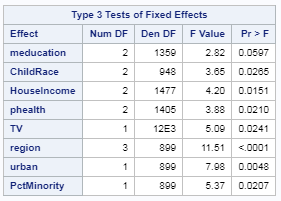 Type 3 Tests of Fixed Effects
Effect Num DF Den DF F Value Pr > F
meducation 2 1359 2.82 0.0597
ChildRace 2 948 3.65 0.0265
HouseIncome 2 1477 4.20 0.0151
phealth 2 1405 3.88 0.0210
TV 1 12E3 5.09 0.0241
region 3 899 11.51 <.0001
urban 1 899 7.98 0.0048
PctMinority 1 899 5.37 0.0207